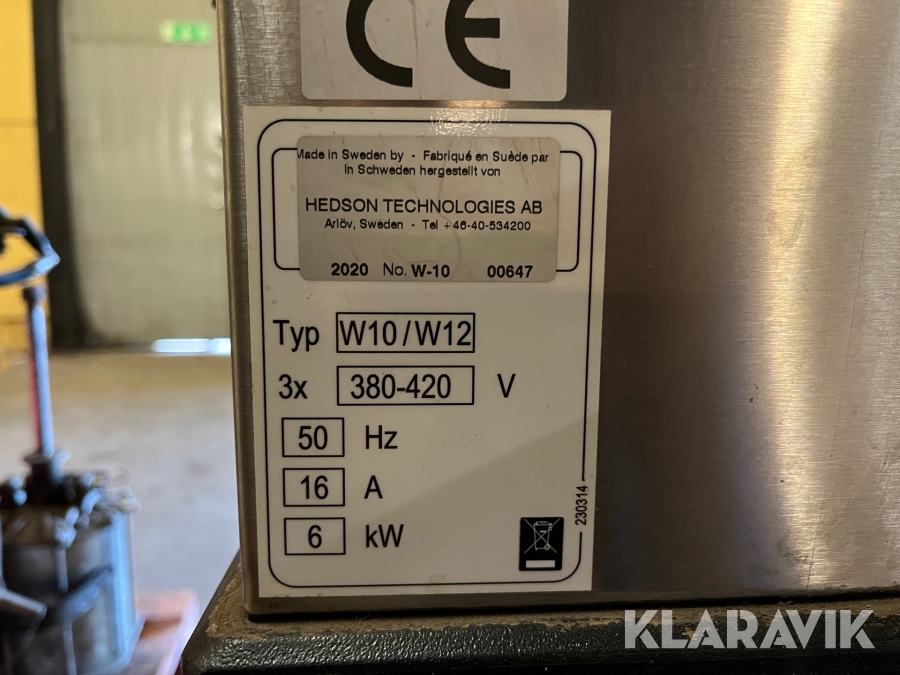 CE
Made in Sweden by - Fabriqué en Suède par
In Schweden hergestellt von
HEDSON TECHNOLOGIES AB
Arlöv, Sweden - Tel +46-40-534200
2020 No. W-10 00647
Typ W10/W12
3x 380-420 V
50 Hz
16 A
6 kW
230314
KLARAVIK